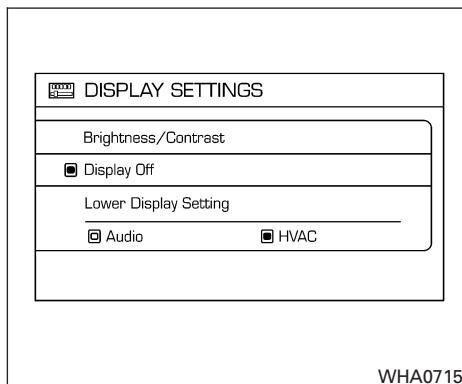 DISPLAY SETTINGS
Brightness/Contrast
Display Off
Lower Display Setting
Audio HVAC
WHA0715